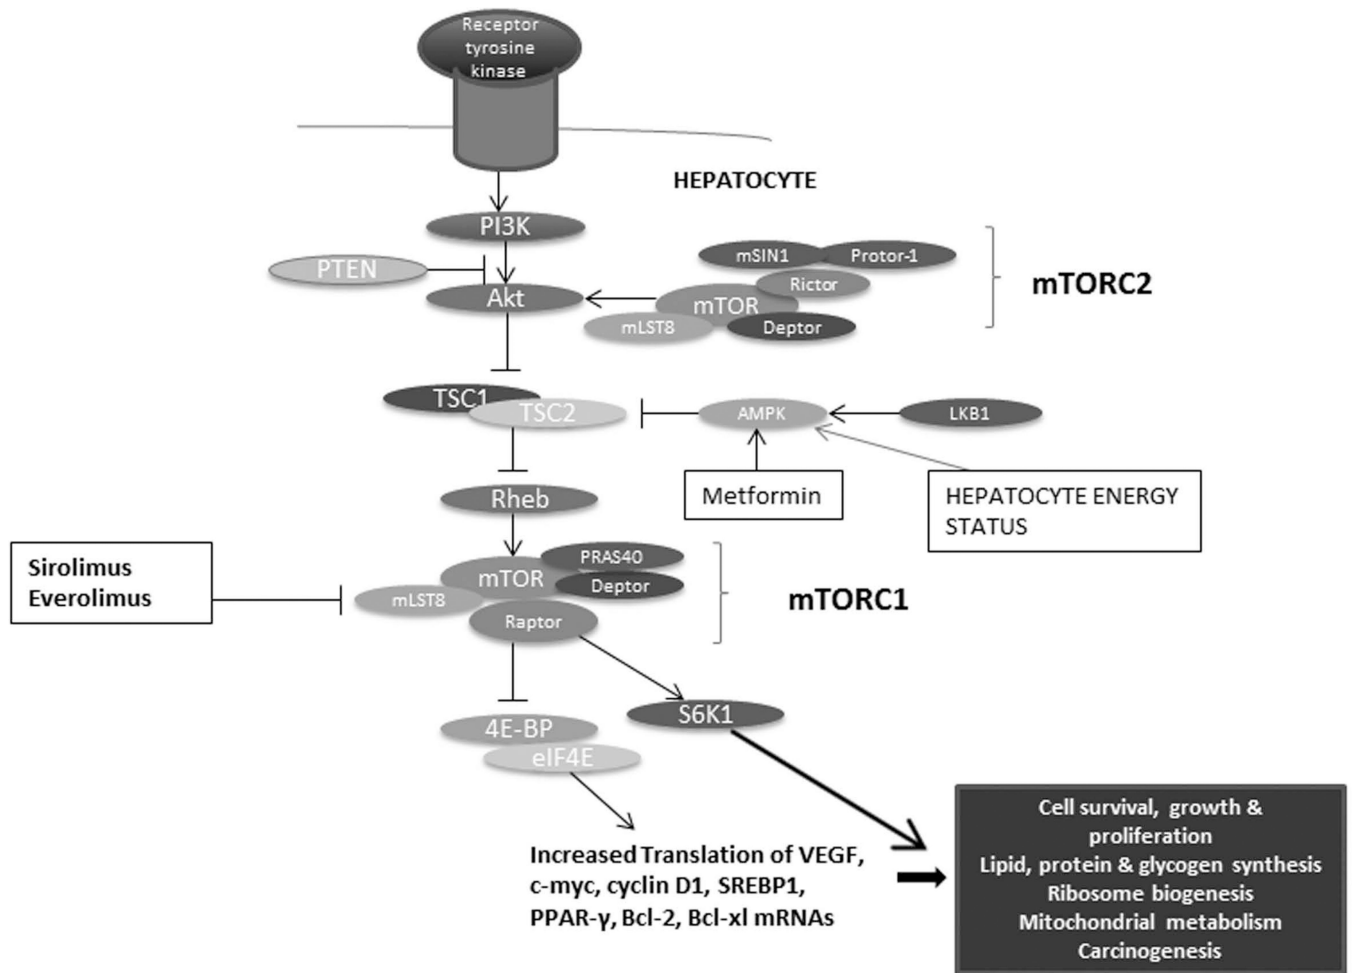 Receptor
tyrosine
kinase
HEPATOCYTE
PI3K
PTEN
Akt
mSIN1
Protor-1
Rictor
mTOR
mLST8
Deptor
mTORC2
TSC1
TSC2
AMPK
LKB1
Metformin
HEPATOCYTE ENERGY
STATUS
Rheb
Sirolimus
Everolimus
PRAS40
mTOR
Deptor
mLST8
Raptor
mTORC1
4E-BP
eIF4E
S6K1
Increased Translation of VEGF,
c-myc, cyclin D1, SREBP1,
PPAR-γ, Bcl-2, Bcl-xl mRNAs
Cell survival, growth &
proliferation
Lipid, protein & glycogen synthesis
Ribosome biogenesis
Mitochondrial metabolism
Carcinogenesis